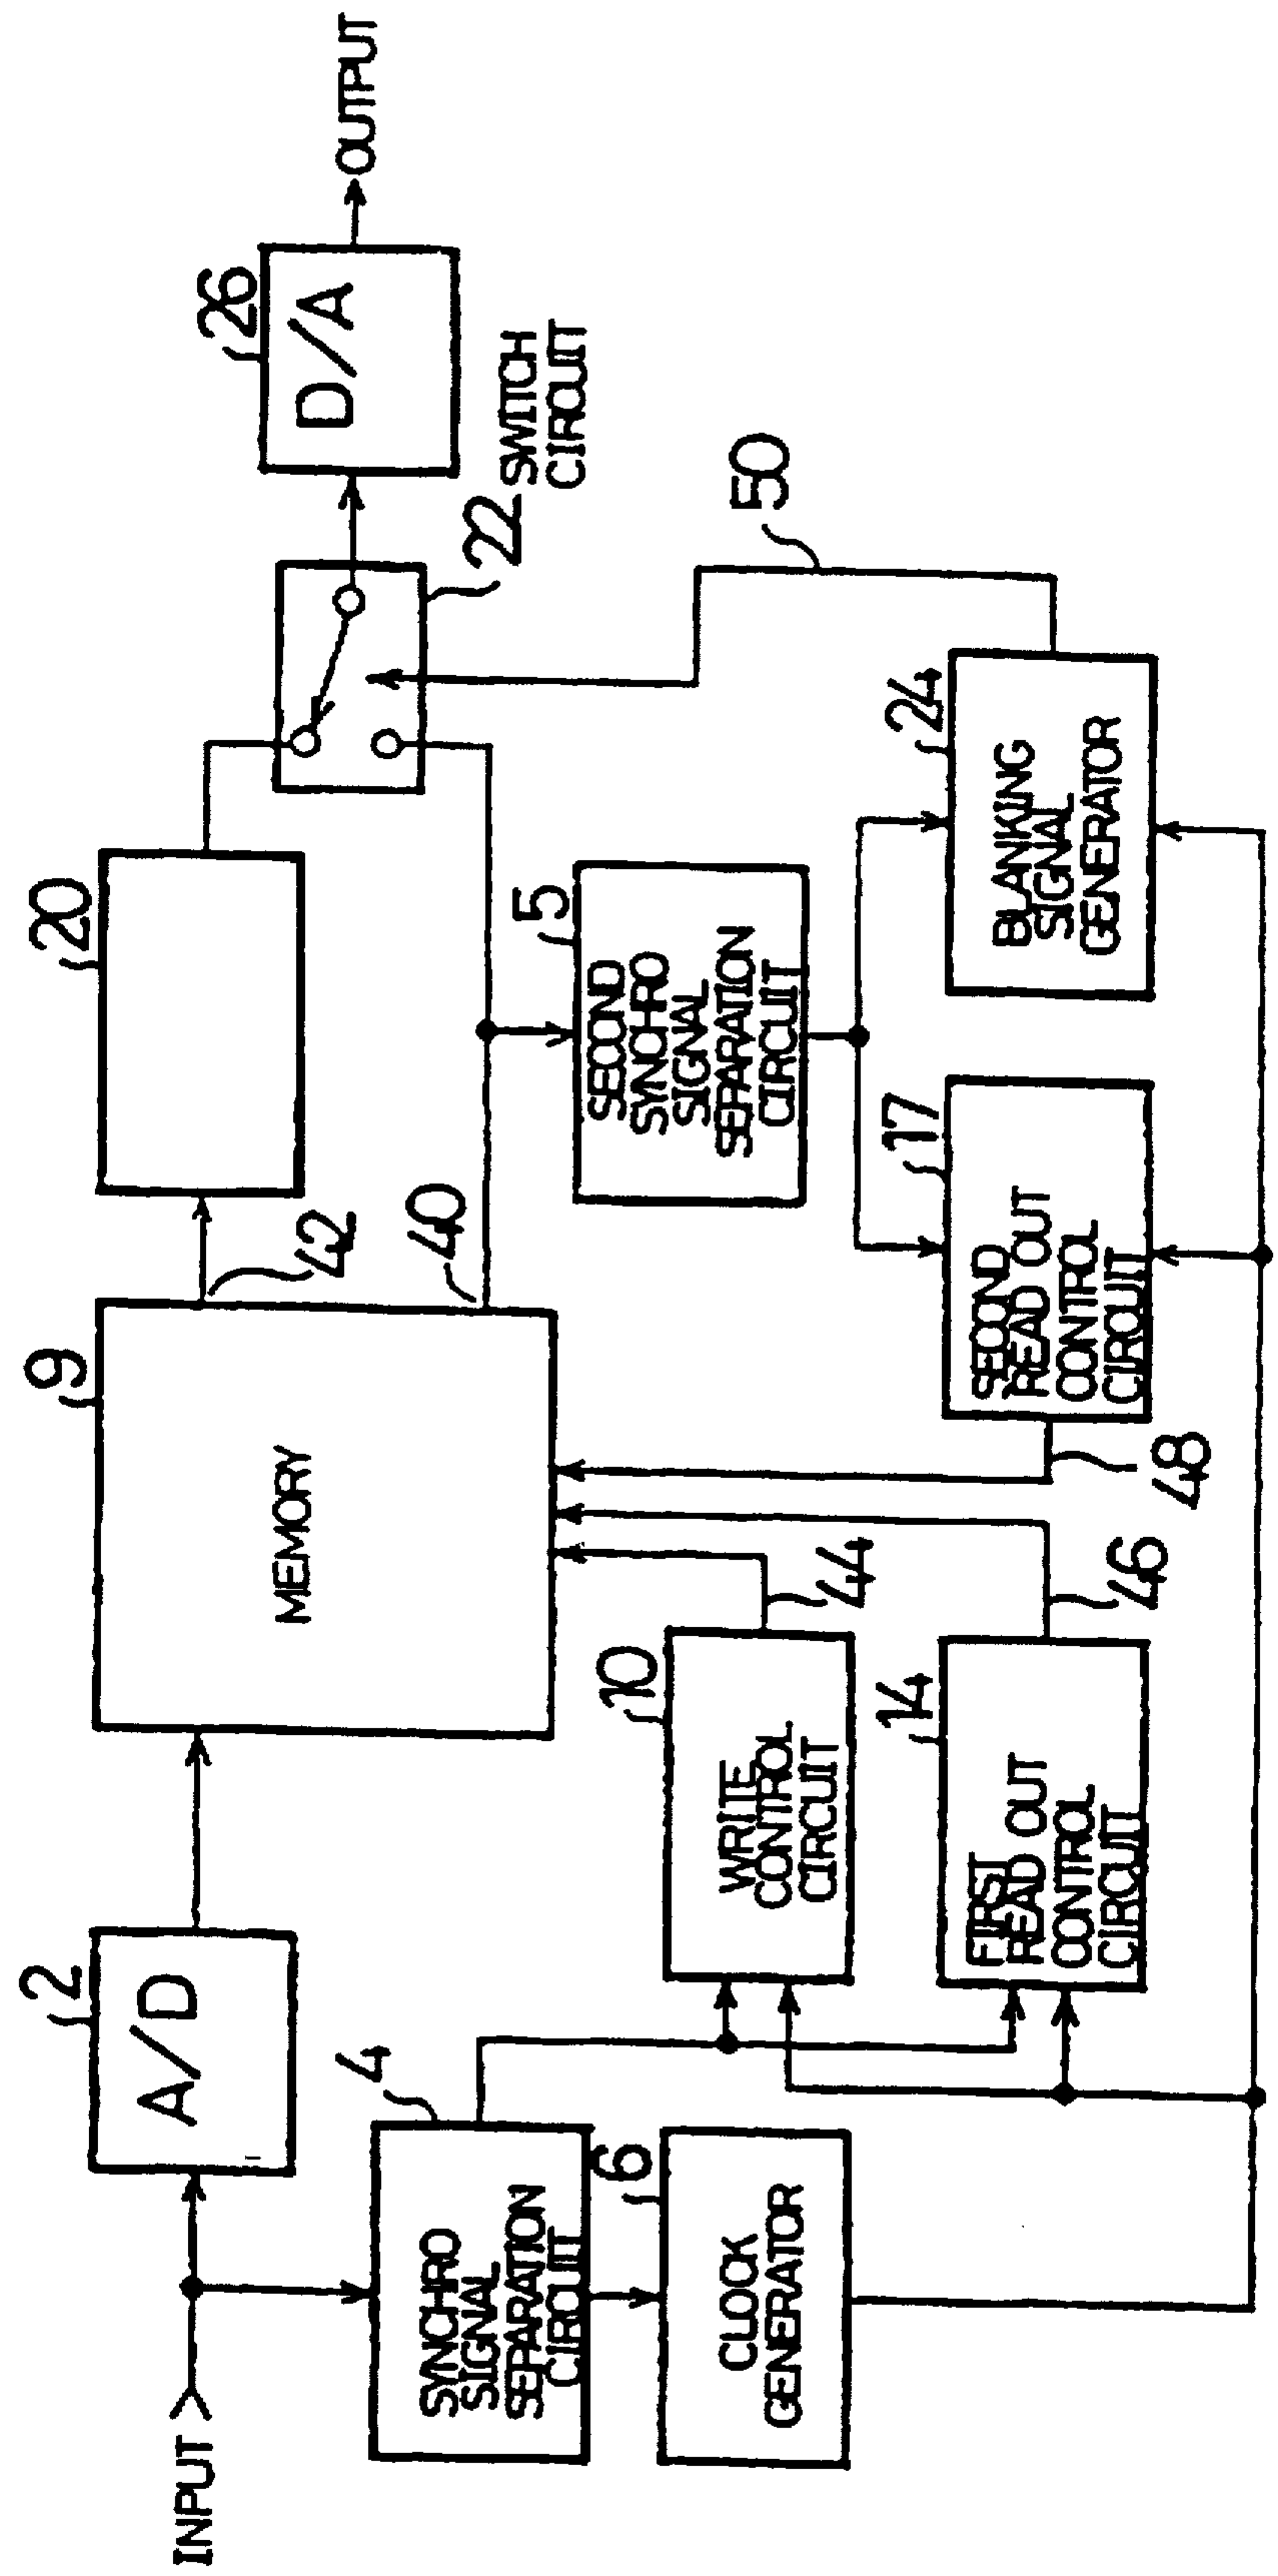 INPUT
2
A/D
9
MEMORY
42
40
20
22
SWITCH
CIRCUIT
26
D/A
OUTPUT
4
SYNCHRO
SIGNAL
SEPARATION
CIRCUIT
6
CLOCK
GENERATOR
10
WRITE
CONTROL
CIRCUIT
44
14
FIRST
READ OUT
CONTROL
CIRCUIT
46
5
SECOND
SYNCHRO
SIGNAL
SEPARATION
CIRCUIT
17
SECOND
READ OUT
CONTROL
CIRCUIT
48
24
BLANKING
SIGNAL
GENERATOR
50